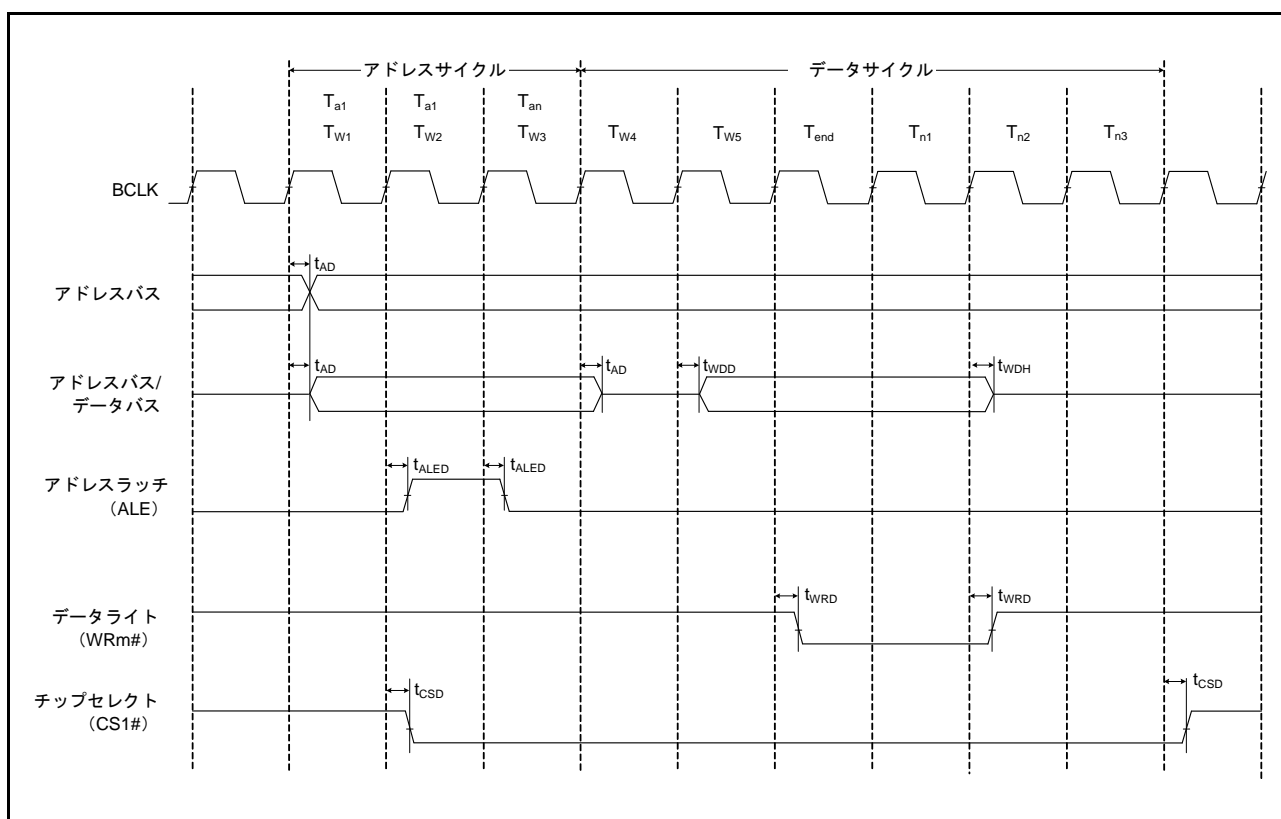 アドレスサイクル データサイクル
Ta1 Ta1 Tan
TW1 TW2 TW3 TW4 TW5 Tend Tn1 Tn2 Tn3
BCLK
tAD
アドレスバス
tAD tAD tWDD tWDH
アドレスバス/
データバス
tALED tALED
アドレスラッチ
（ALE）
tWRD tWRD
データライト
（WRm#）
tCSD tCSD
チップセレクト
（CS1#）